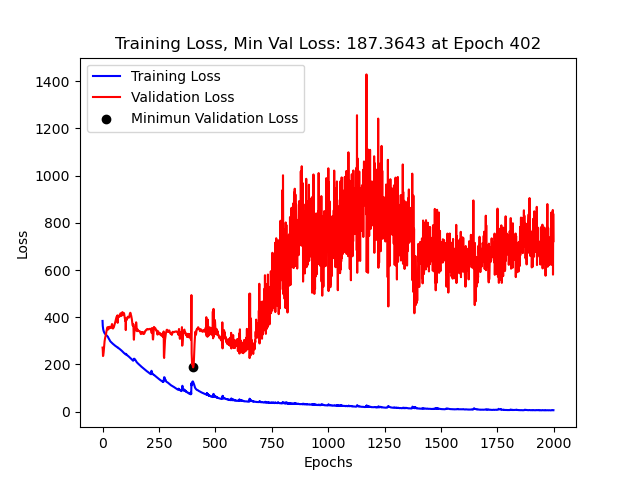 Training Loss, Min Val Loss: 187.3643 at Epoch 402
Training Loss
Validation Loss
Minimun Validation Loss
Loss
1400
1200
1000
800
600
400
200
0
0 250 500 750 1000 1250 1500 1750 2000
Epochs